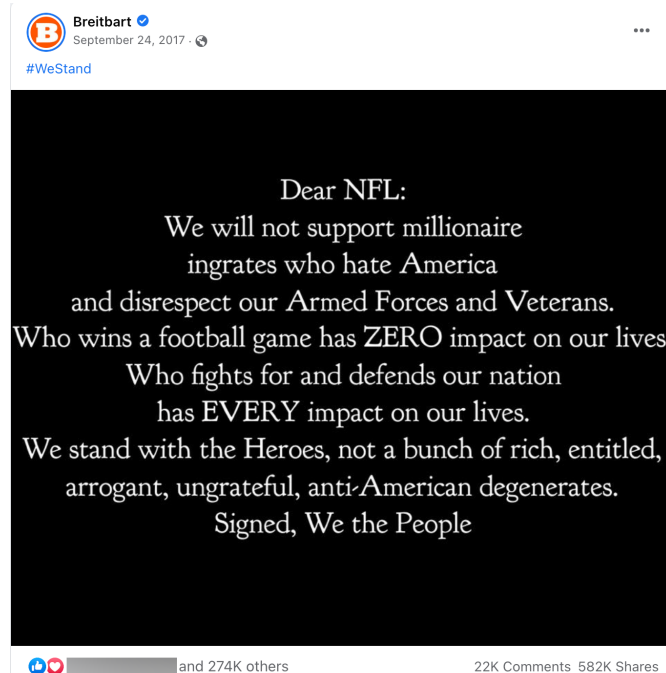 Breitbart
September 24, 2017 ·
#WeStand
Dear NFL:
We will not support millionaire
ingrates who hate America
and disrespect our Armed Forces and Veterans.
Who wins a football game has ZERO impact on our lives
Who fights for and defends our nation
has EVERY impact on our lives.
We stand with the Heroes, not a bunch of rich, entitled,
arrogant, ungrateful, anti-American degenerates.
Signed, We the People
and 274K others 22K Comments 582K Shares